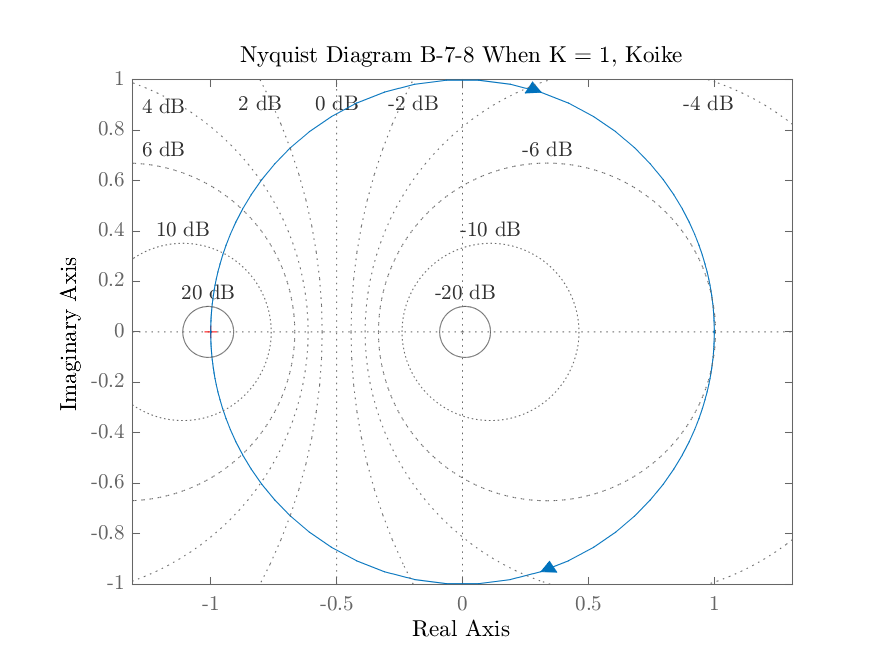 Nyquist Diagram B-7-8 When K = 1, Koike
4 dB
2 dB
0 dB
-2 dB
-4 dB
6 dB
-6 dB
10 dB
-10 dB
20 dB
-20 dB
1
0.8
0.6
0.4
0.2
0
-0.2
-0.4
-0.6
-0.8
-1
Imaginary Axis
-1
-0.5
0
0.5
1
Real Axis